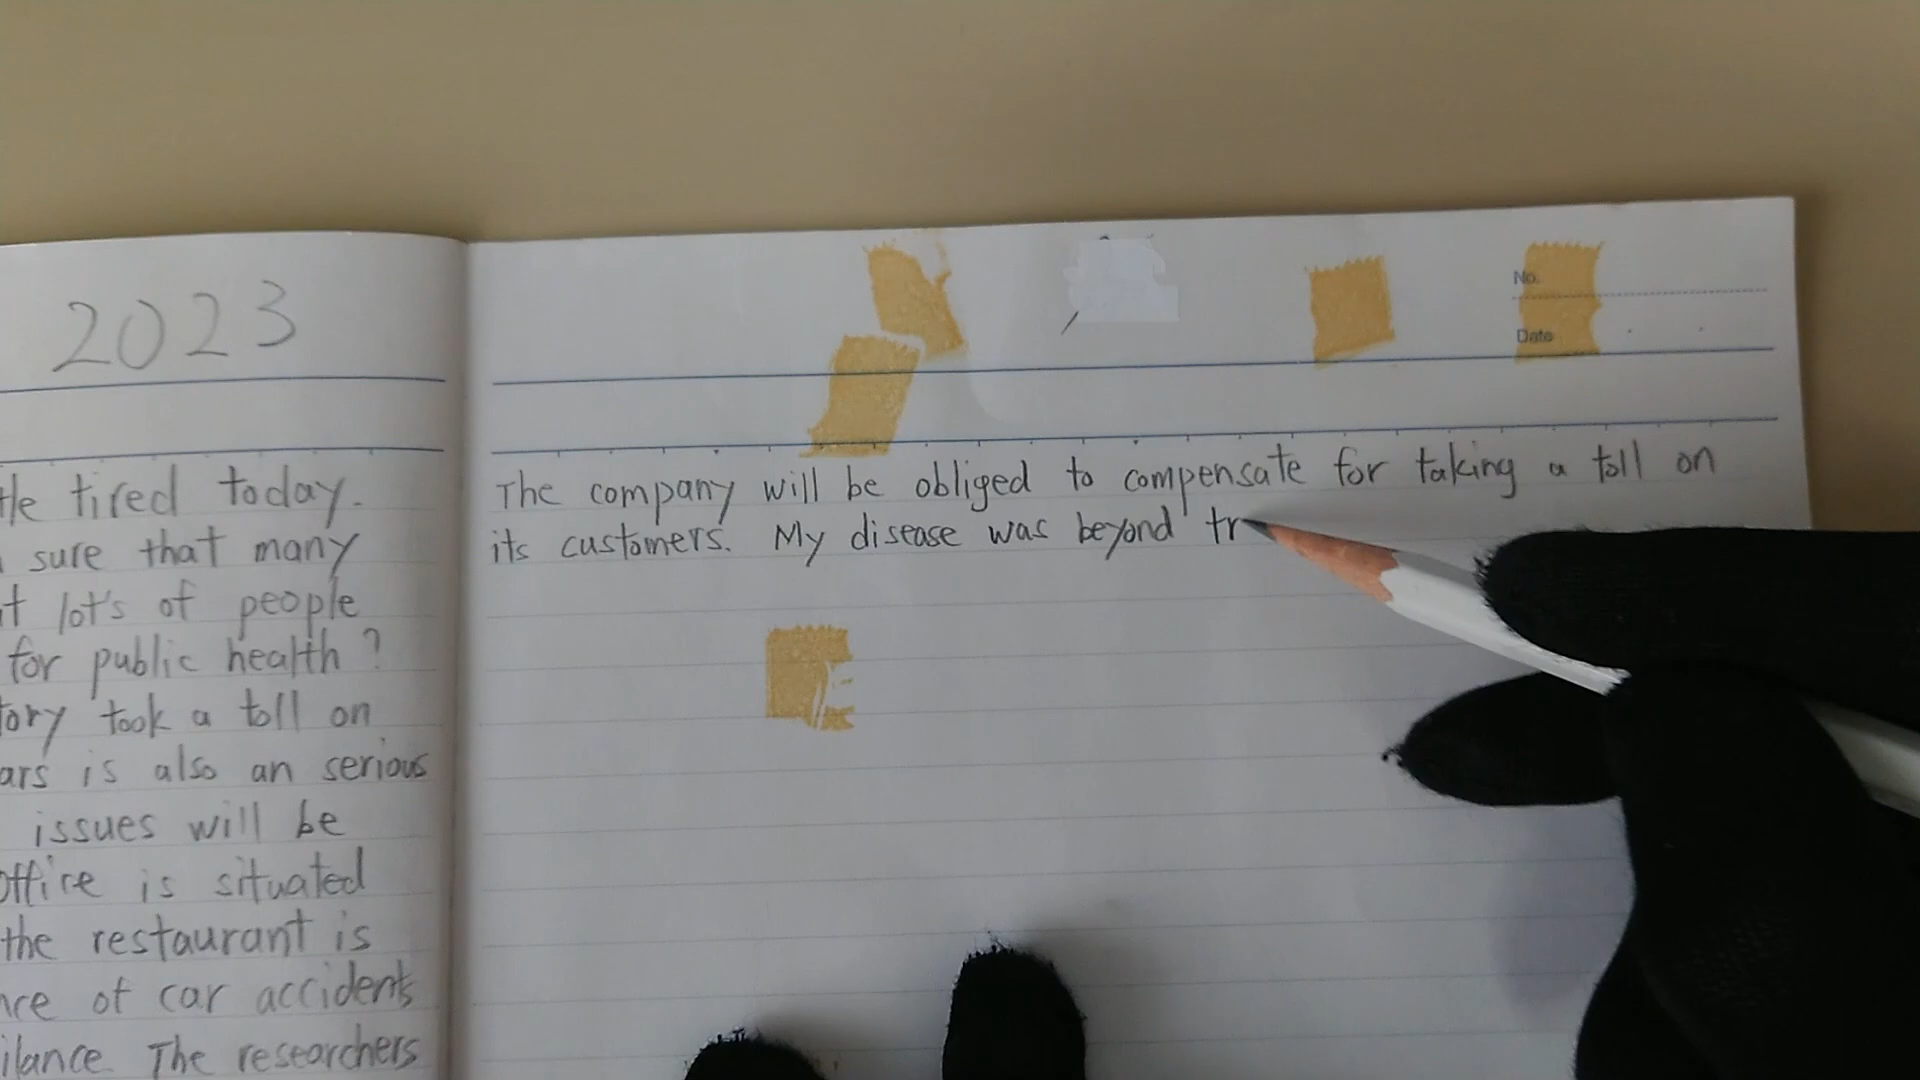 2023
tle tired today.
sure that many
t lot's of people
for public health?
tory took a toll on
ars is also an serious
issues will be
office is situated
the restaurant is
nce of car accidents
ilance. The researchers
No.
Date
The company will be obliged to compensate for taking a toll on
its customers. My disease was beyond tr